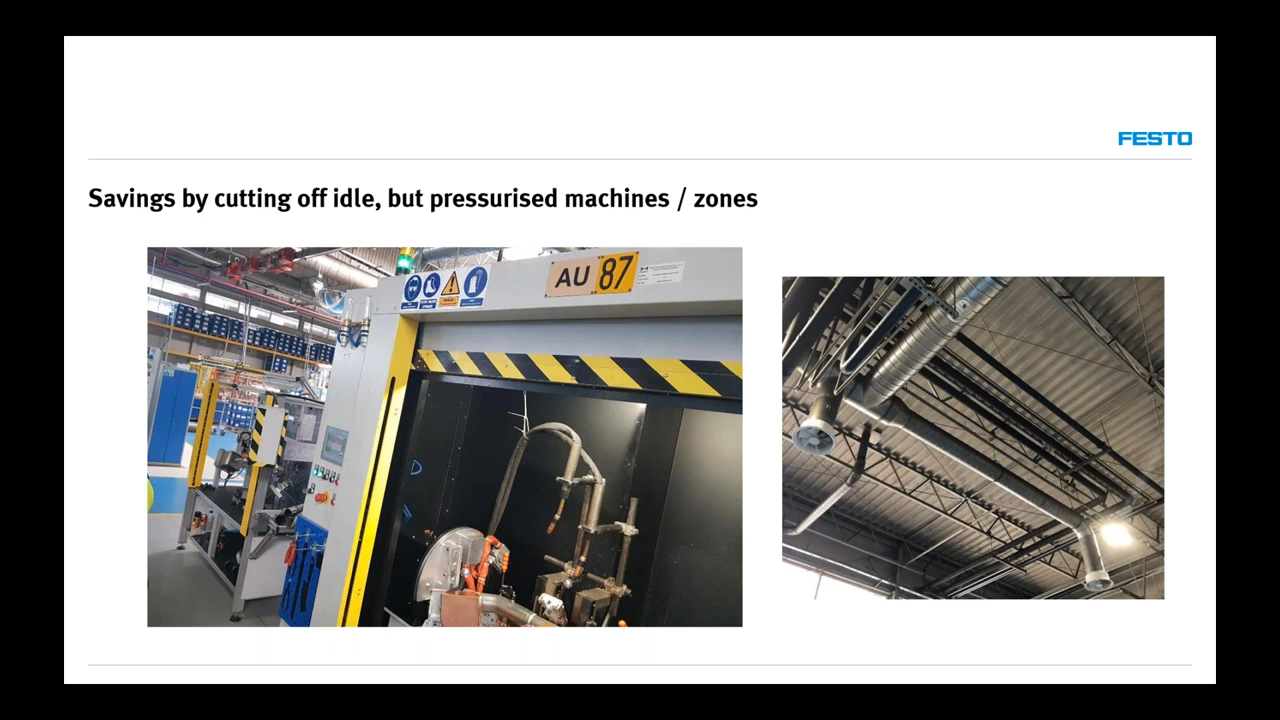 FESTO
Savings by cutting off idle, but pressurised machines / zones
AU 87